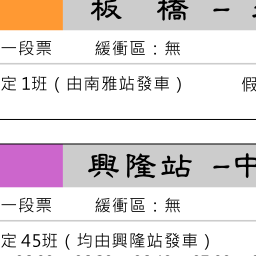 板 橋 –
一段票 緩衝區：無
定 1班 ( 由南雅站發車 ) 假
興隆站 –中
一段票 緩衝區：無
定 45班 ( 均由興隆站發車 )